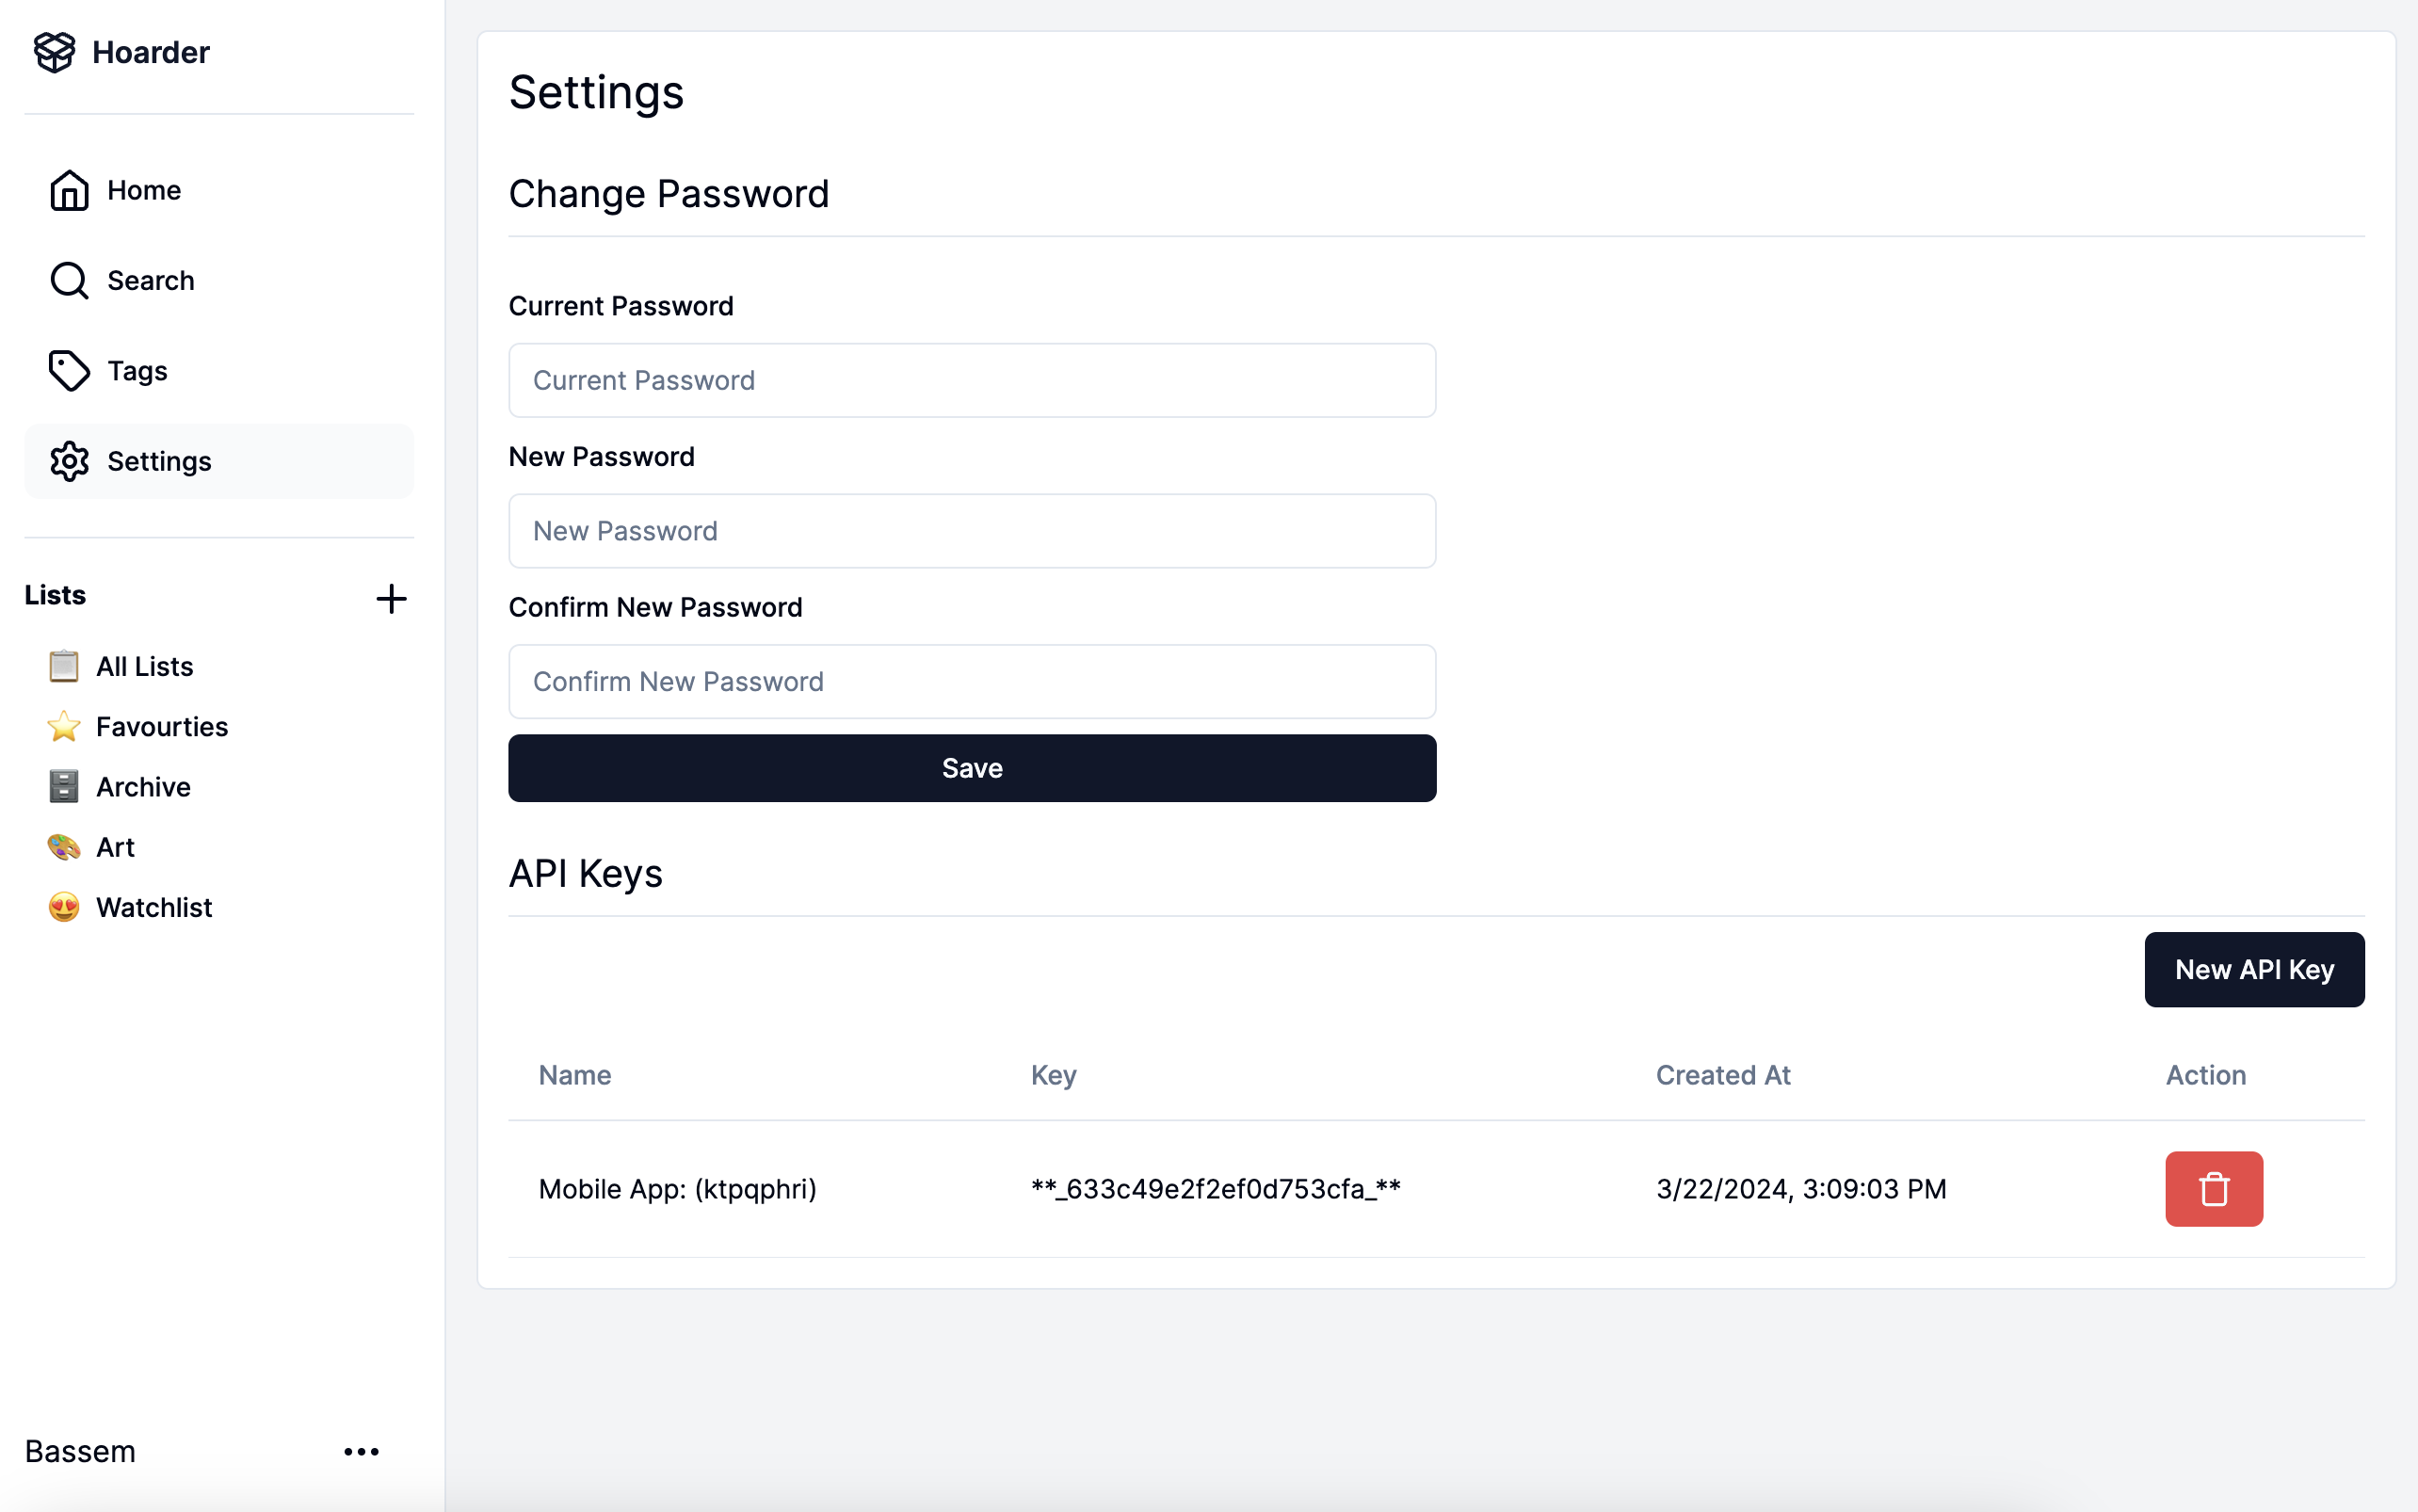 Hoarder
Home
Search
Tags
Settings
Lists
All Lists
Favourties
Archive
Art
Watchlist
Bassem
Settings
Change Password
Current Password
Current Password
New Password
New Password
Confirm New Password
Confirm New Password
Save
API Keys
New API Key
Name Key Created At Action
Mobile App: (ktpqphri) **_633c49e2f2ef0d753cfa_** 3/22/2024, 3:09:03 PM